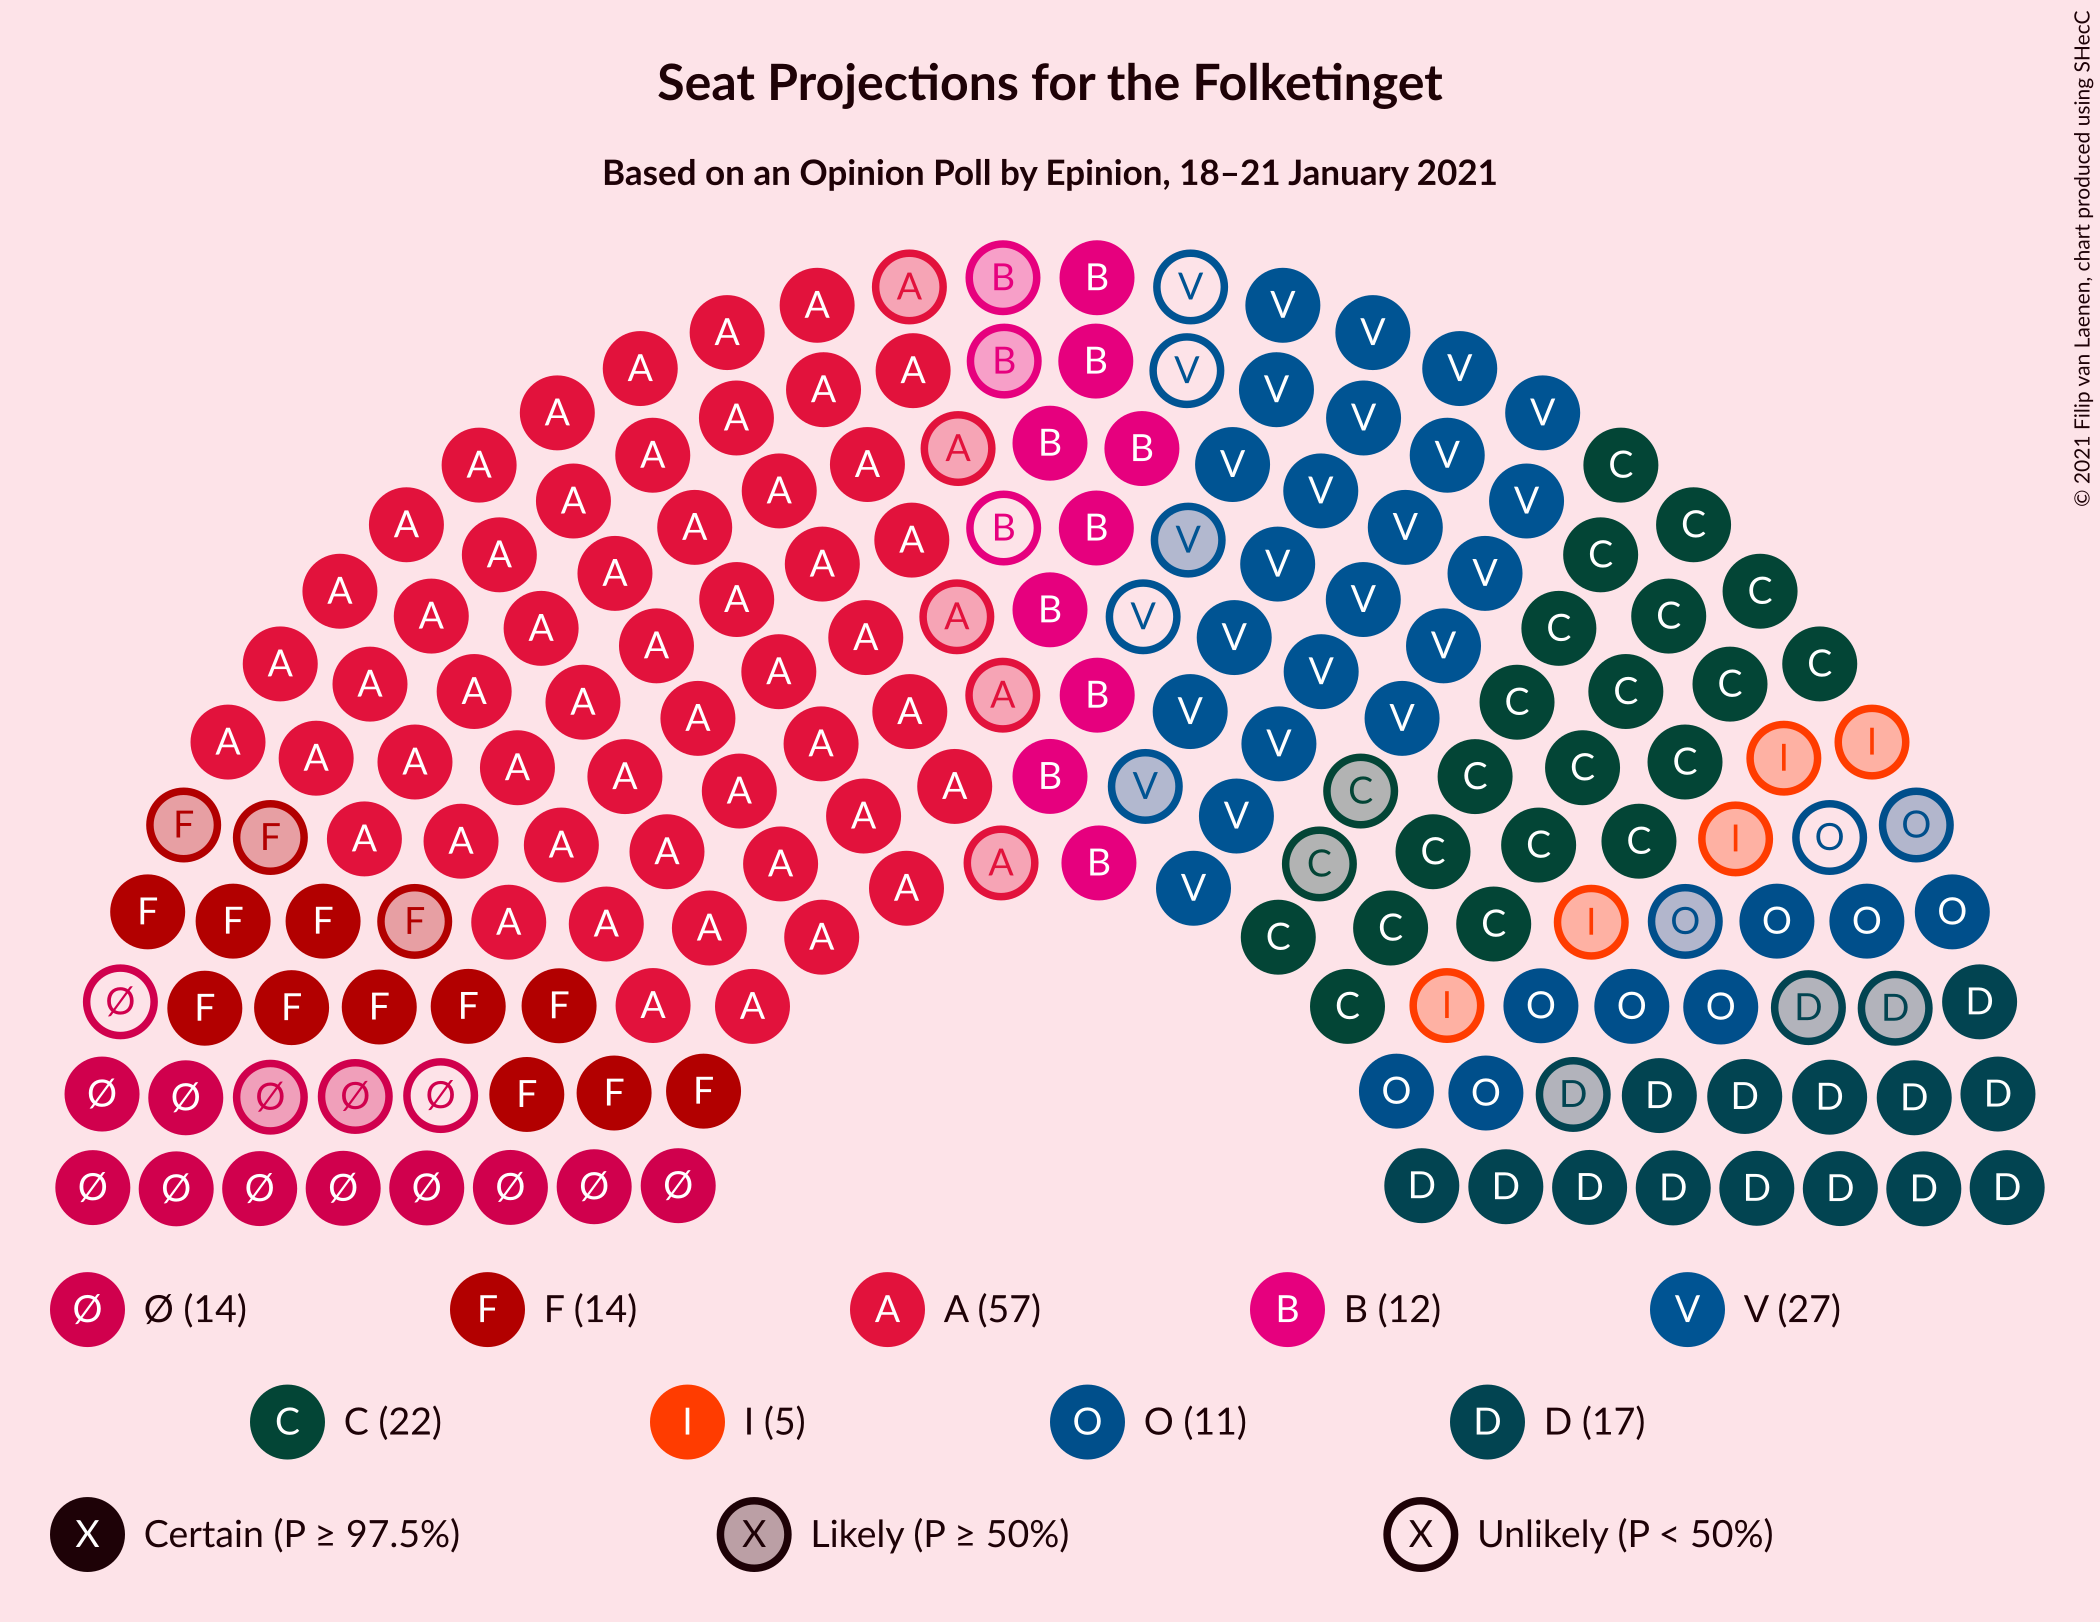 Seat Projections for the Folketinget
Based on an Opinion Poll by Epinion, 18–21 January 2021
© 2021 Filip van Laenen, chart produced using SHecC
B B
A V
A V
A V
A B B V V
A A V V
A A V C
A B B V
A A V V
A A V V C
A B V
A A V V C
A A V C
A B V
A A V V C
A A V C
A A V C
A B V C
A A V C
A A V C
A A V C
A A V C I
A B V I
A A C C
F A A V C O
F A A C C I O
A A C C
A A B C
F A A V C O
F F A A C I O O O
F A A C
Ø F F F F F A A C I O O O D D D
Ø Ø Ø Ø Ø F F F O O D D D D D D
Ø Ø Ø Ø Ø Ø Ø Ø D D D D D D D D
Ø Ø (14) F F (14) A A (57) B B (12) V V (27)
C C (22) I I (5) O O (11) D D (17)
X Certain (P ≥ 97.5%) X Likely (P ≥ 50%) X Unlikely (P < 50%)